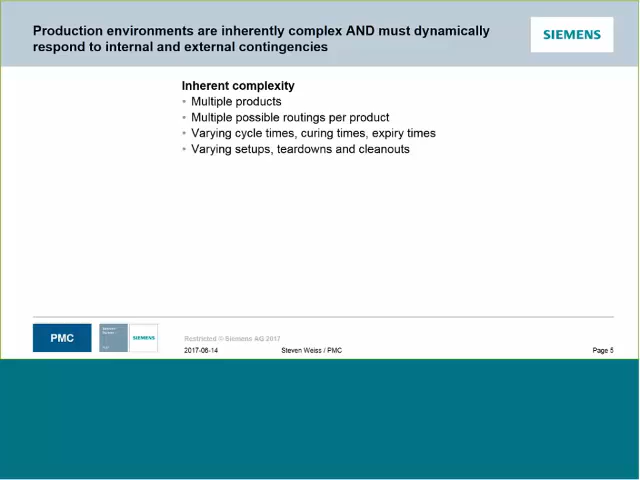 Production environments are inherently complex AND must dynamically
respond to internal and external contingencies
SIEMENS
Inherent complexity
• Multiple products
• Multiple possible routings per product
• Varying cycle times, curing times, expiry times
• Varying setups, teardowns and cleanouts
PMC
SIEMENS
Restricted © Siemens AG 2017
2017-06-14 Steven Weiss / PMC Page 5